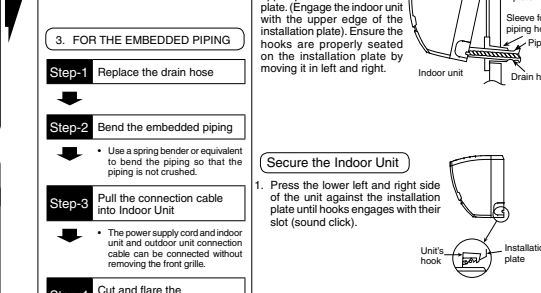 3. FOR THE EMBEDDED PIPING
Step-1 Replace the drain hose
Step-2 Bend the embedded piping
• Use a spring bender or equivalent
to bend the piping so that the
piping is not crushed.
Step-3 Pull the connection cable
into Indoor Unit
• The power supply cord and indoor
unit and outdoor unit connection
cable can be connected without
removing the front grille.
Cut and flare the
plate. (Engage the indoor unit
with the upper edge of the
installation plate). Ensure the
hooks are properly seated
on the installation plate by
moving it in left and right.
Indoor unit
Sleeve
piping
Drain
Secure the Indoor Unit
1. Press the lower left and right side
of the unit against the installation
plate until hooks engages with their
slot (sound click).
Unit's
hook
plate